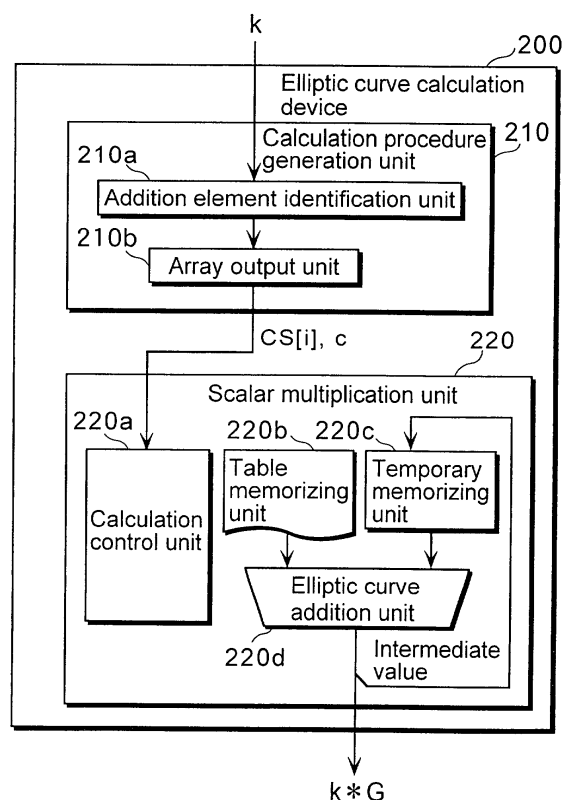 k
200
Elliptic curve calculation
device
210
Calculation procedure
generation unit
210a
Addition element identification unit
210b
Array output unit
CS[i], c
220
Scalar multiplication unit
220a
220b
220c
Table
memorizing
unit
Temporary
memorizing
unit
Calculation
control unit
Elliptic curve
addition unit
220d
Intermediate
value
k*G